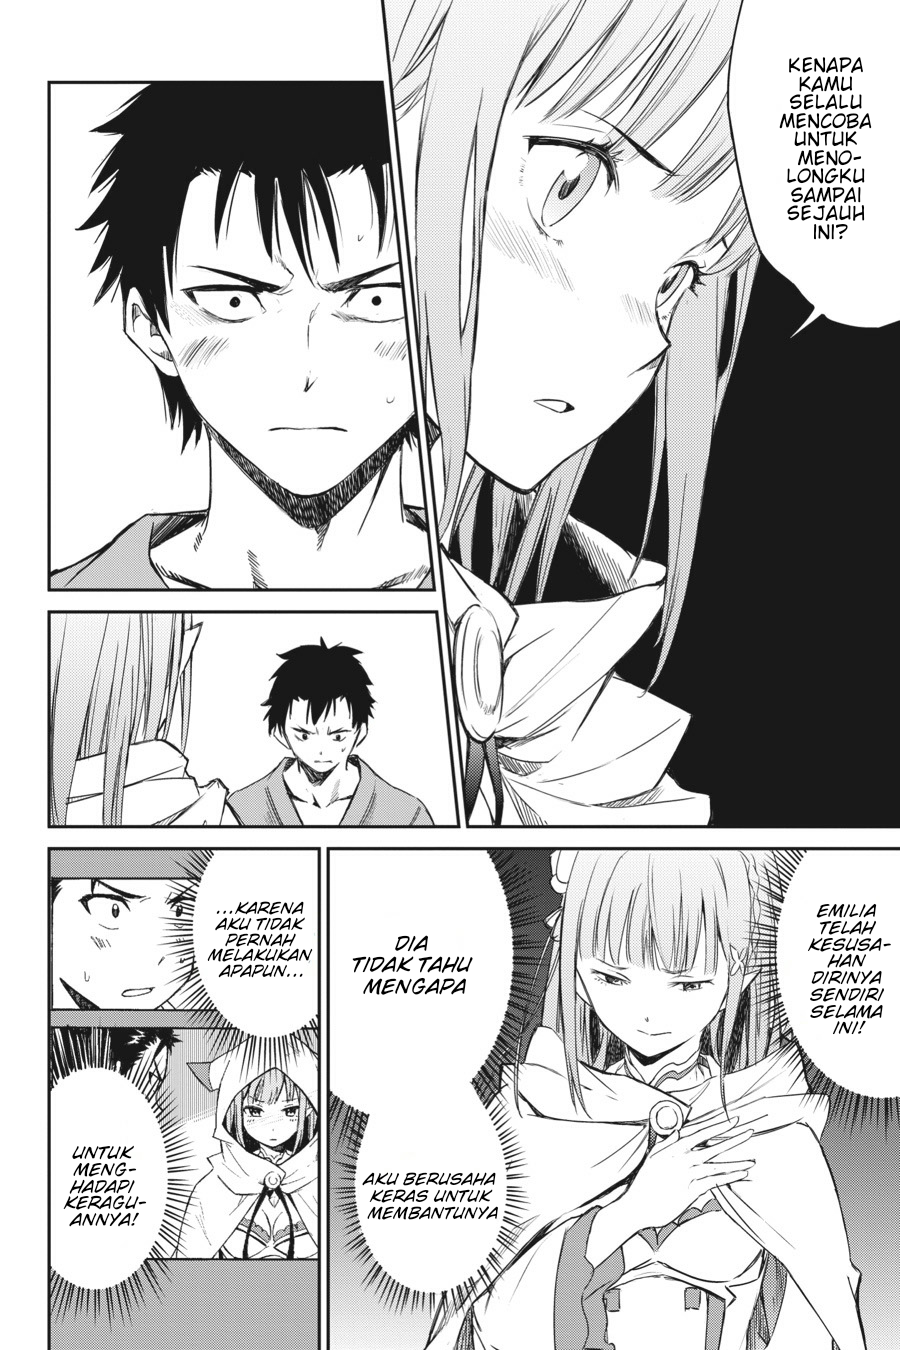 KENAPA
KAMU
SELALU
MENCOBA
UNTUK
MENO-
LONGKU
SAMPAI
SEJAUH
INI?
EMILIA
TELAH
KESUSA-
HAN
DIRINYA
SENDIRI
SELAMA
INI!
DIA
TIDAK TAHU
MENGAPA
AKU BERUSAHA
KERAS UNTUK
MEMBANTUNYA
...KARENA
AKU TIDAK
PERNAH
MELAKUKAN
APAPUN...
UNTUK
MENG-
HADAPI
KERAGU-
ANNYA!